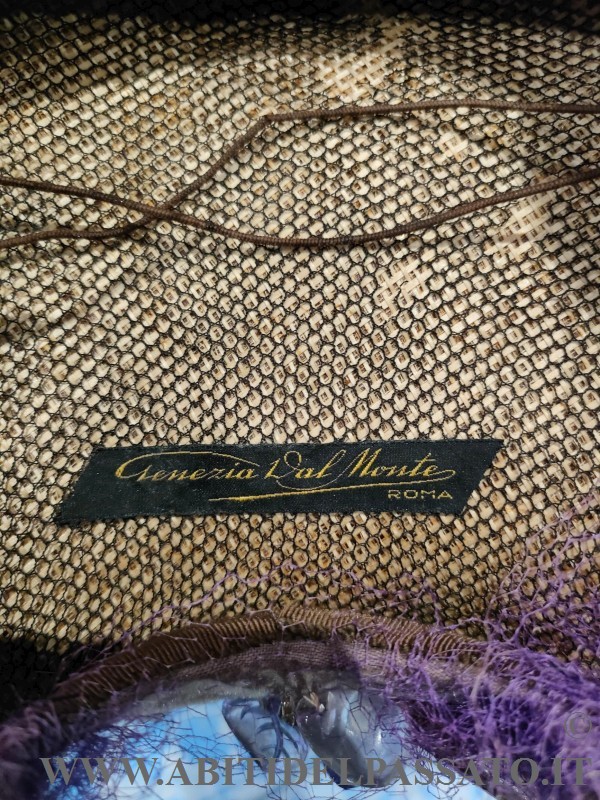 Genezia Dal Monte
ROMA
©
WWW.ABITIDELPASSATO.IT